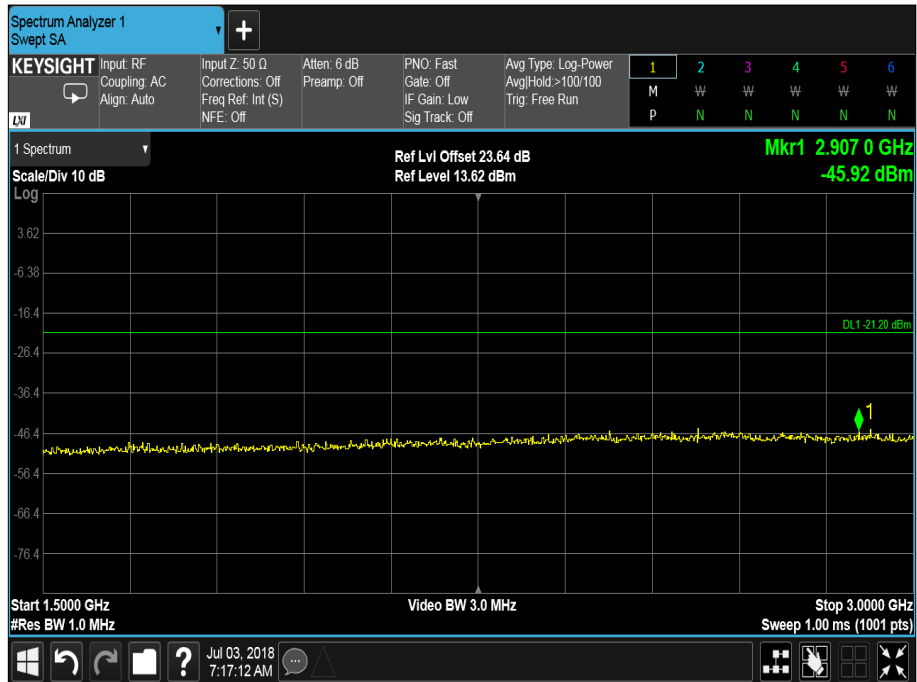 Spectrum Analyzer 1
Swept SA
KEYSIGHT
LXI
Input: RF
Coupling: AC
Align: Auto
Input Z: 50 Ω
Corrections: Off
Freq Ref: Int (S)
NFE: Off
Atten: 6 dB
Preamp: Off
PNO: Fast
Gate: Off
IF Gain: Low
Sig Track: Off
Avg Type: Log-Power
Avg|Hold:>100/100
Trig: Free Run
1 2 3 4 5 6
M W W W W W
P N N N N N
1 Spectrum
Scale/Div 10 dB
Log
Ref Lvl Offset 23.64 dB
Ref Level 13.62 dBm
Mkr1 2.907 0 GHz
-45.92 dBm
3.62
-6.38
-16.4
DL1 -21.20 dBm
-26.4
-36.4
1
-46.4
-56.4
-66.4
-76.4
Start 1.5000 GHz
#Res BW 1.0 MHz
Video BW 3.0 MHz
Stop 3.0000 GHz
Sweep 1.00 ms (1001 pts)
?
Jul 03, 2018
7:17:12 AM